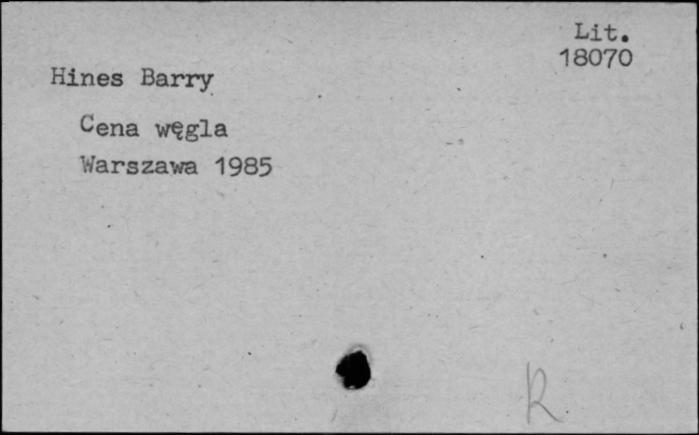 Lit.
18070
Hines Barry
Cena węgla
Warszawa 1985
R